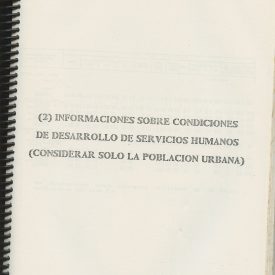 (2) INFORMACIONES SOBRE CONDICIONES
DE DESARROLLO DE SERVICIOS HUMANOS
(CONSIDERAR SOLO LA POBLACION URBANA)